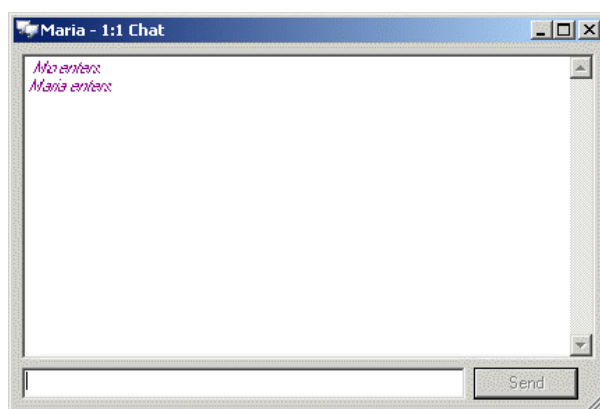 Maria - 1:1 Chat
Mo enters.
Maria enters.
Send